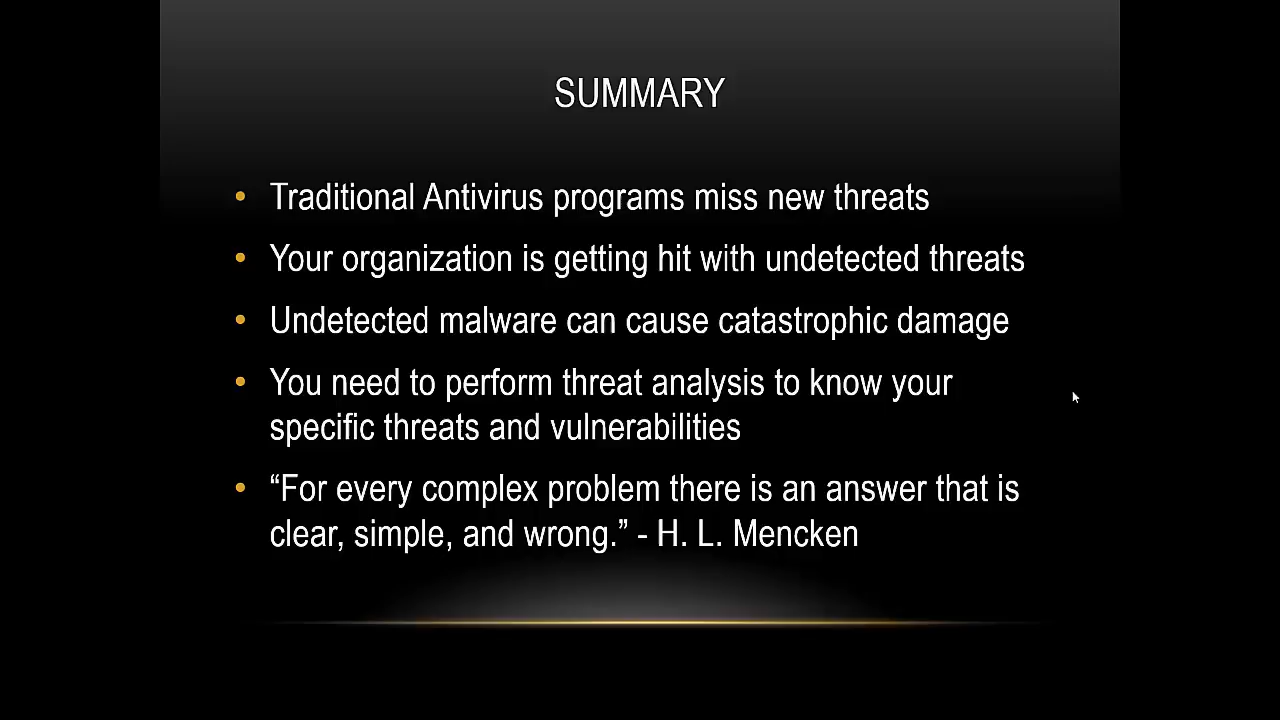 SUMMARY
• Traditional Antivirus programs miss new threats
• Your organization is getting hit with undetected threats
• Undetected malware can cause catastrophic damage
• You need to perform threat analysis to know your
specific threats and vulnerabilities
• “For every complex problem there is an answer that is
clear, simple, and wrong.” - H. L. Mencken